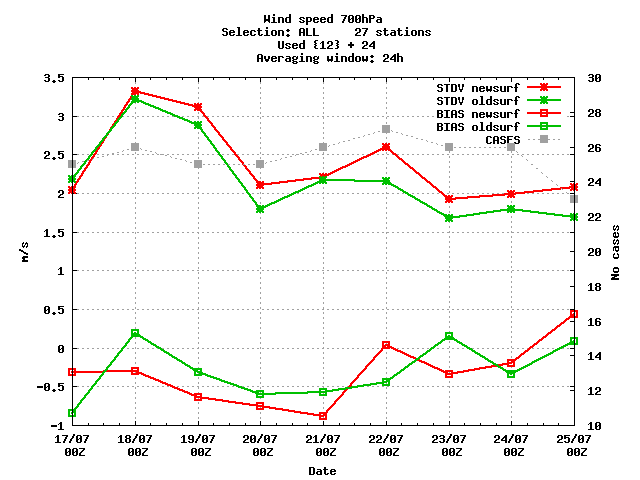 Wind speed 700hPa
Selection: ALL 27 stations
Used {12} + 24
Averaging window: 24h
3.5
3
2.5
2
1.5
1
0.5
0
-0.5
-1
m/s
30
28
26
24
22
20
18
16
14
12
10
No cases
STDV newsurf
STDV oldsurf
BIAS newsurf
BIAS oldsurf
CASES
17/07 18/07 19/07 20/07 21/07 22/07 23/07 24/07 25/07
00Z 00Z 00Z 00Z 00Z 00Z 00Z 00Z 00Z
Date